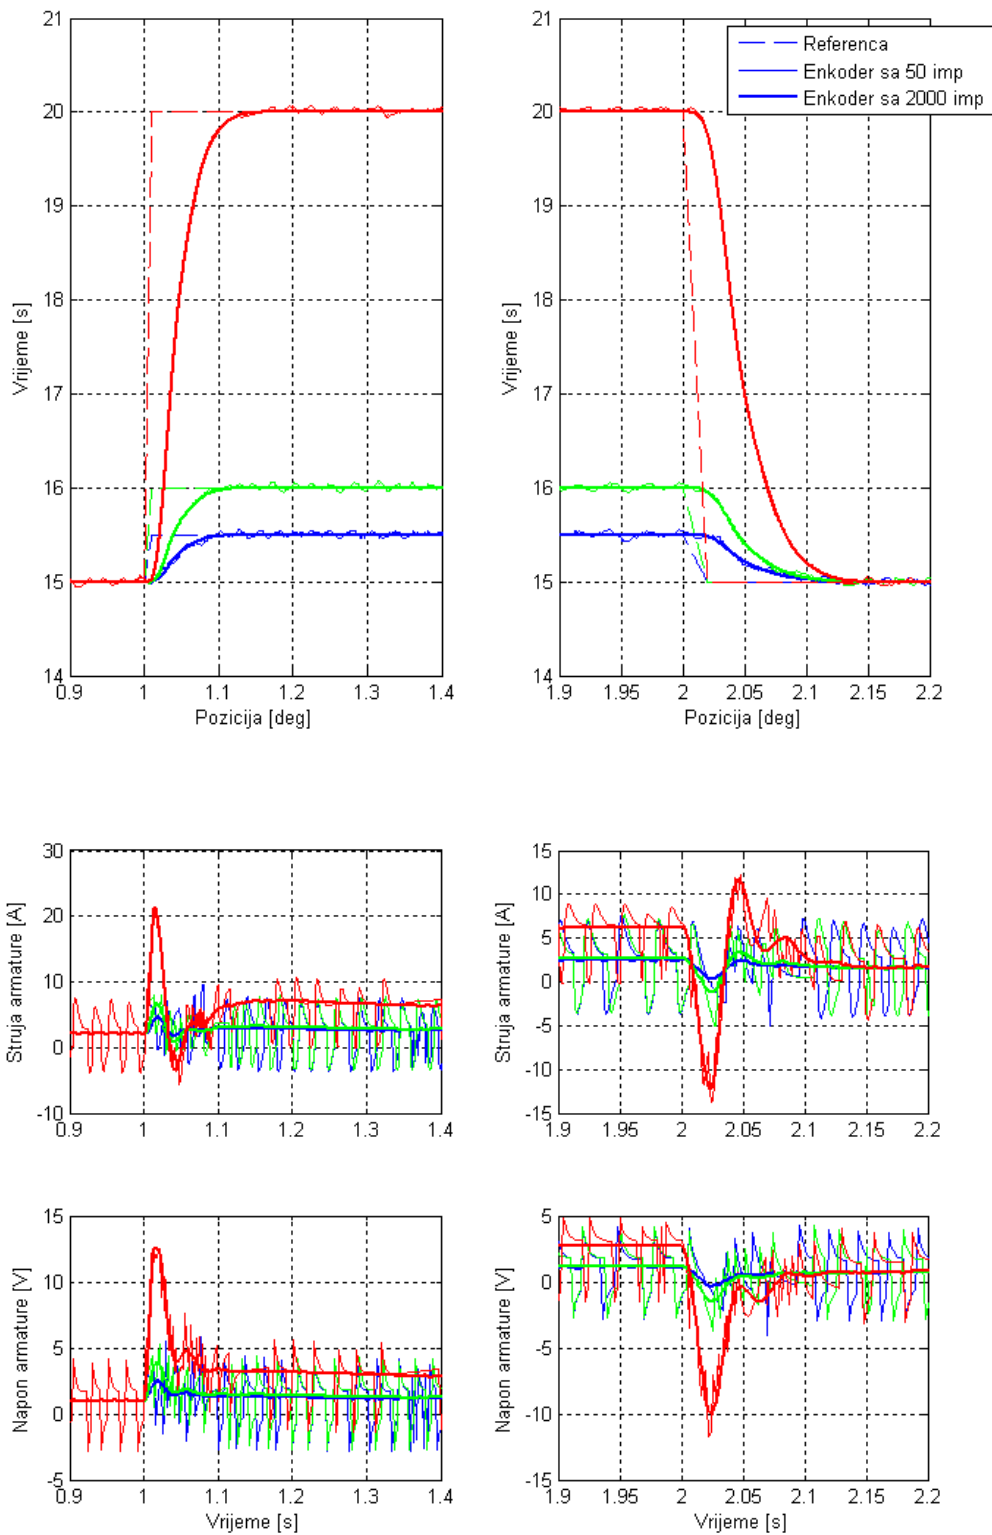 21
20
19
18
17
16
15
14
Vrijeme [s]
0.9 1 1.1 1.2 1.3 1.4
Pozicija [deg]
21
20
19
18
17
16
15
14
Vrijeme [s]
1.9 1.95 2 2.05 2.1 2.15 2.2
Pozicija [deg]
Referenca
Enkoder sa 50 imp
Enkoder sa 2000 imp
30
20
10
0
-10
Struja armature [A]
0.9 1 1.1 1.2 1.3 1.4
15
10
5
0
-5
-10
-15
Struja armature [A]
1.9 1.95 2 2.05 2.1 2.15 2.2
15
10
5
0
-5
Napon armature [V]
0.9 1 1.1 1.2 1.3 1.4
Vrijeme [s]
5
0
-5
-10
-15
Napon armature [V]
1.9 1.95 2 2.05 2.1 2.15 2.2
Vrijeme [s]